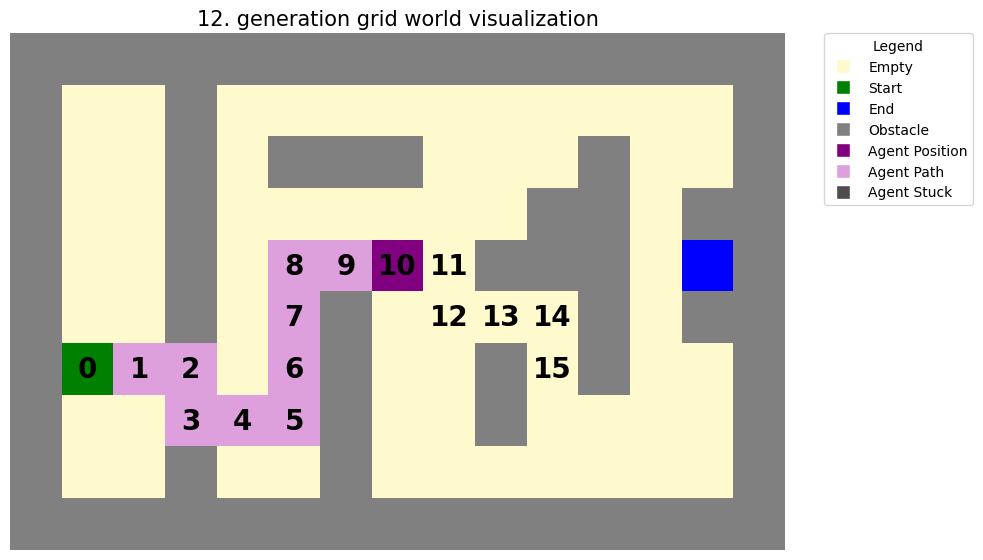 12. generation grid world visualization
Legend
Empty
Start
End
Obstacle
Agent Position
Agent Path
Agent Stuck
8 9 10 11
7 12 13 14
0 1 2 6 15
3 4 5